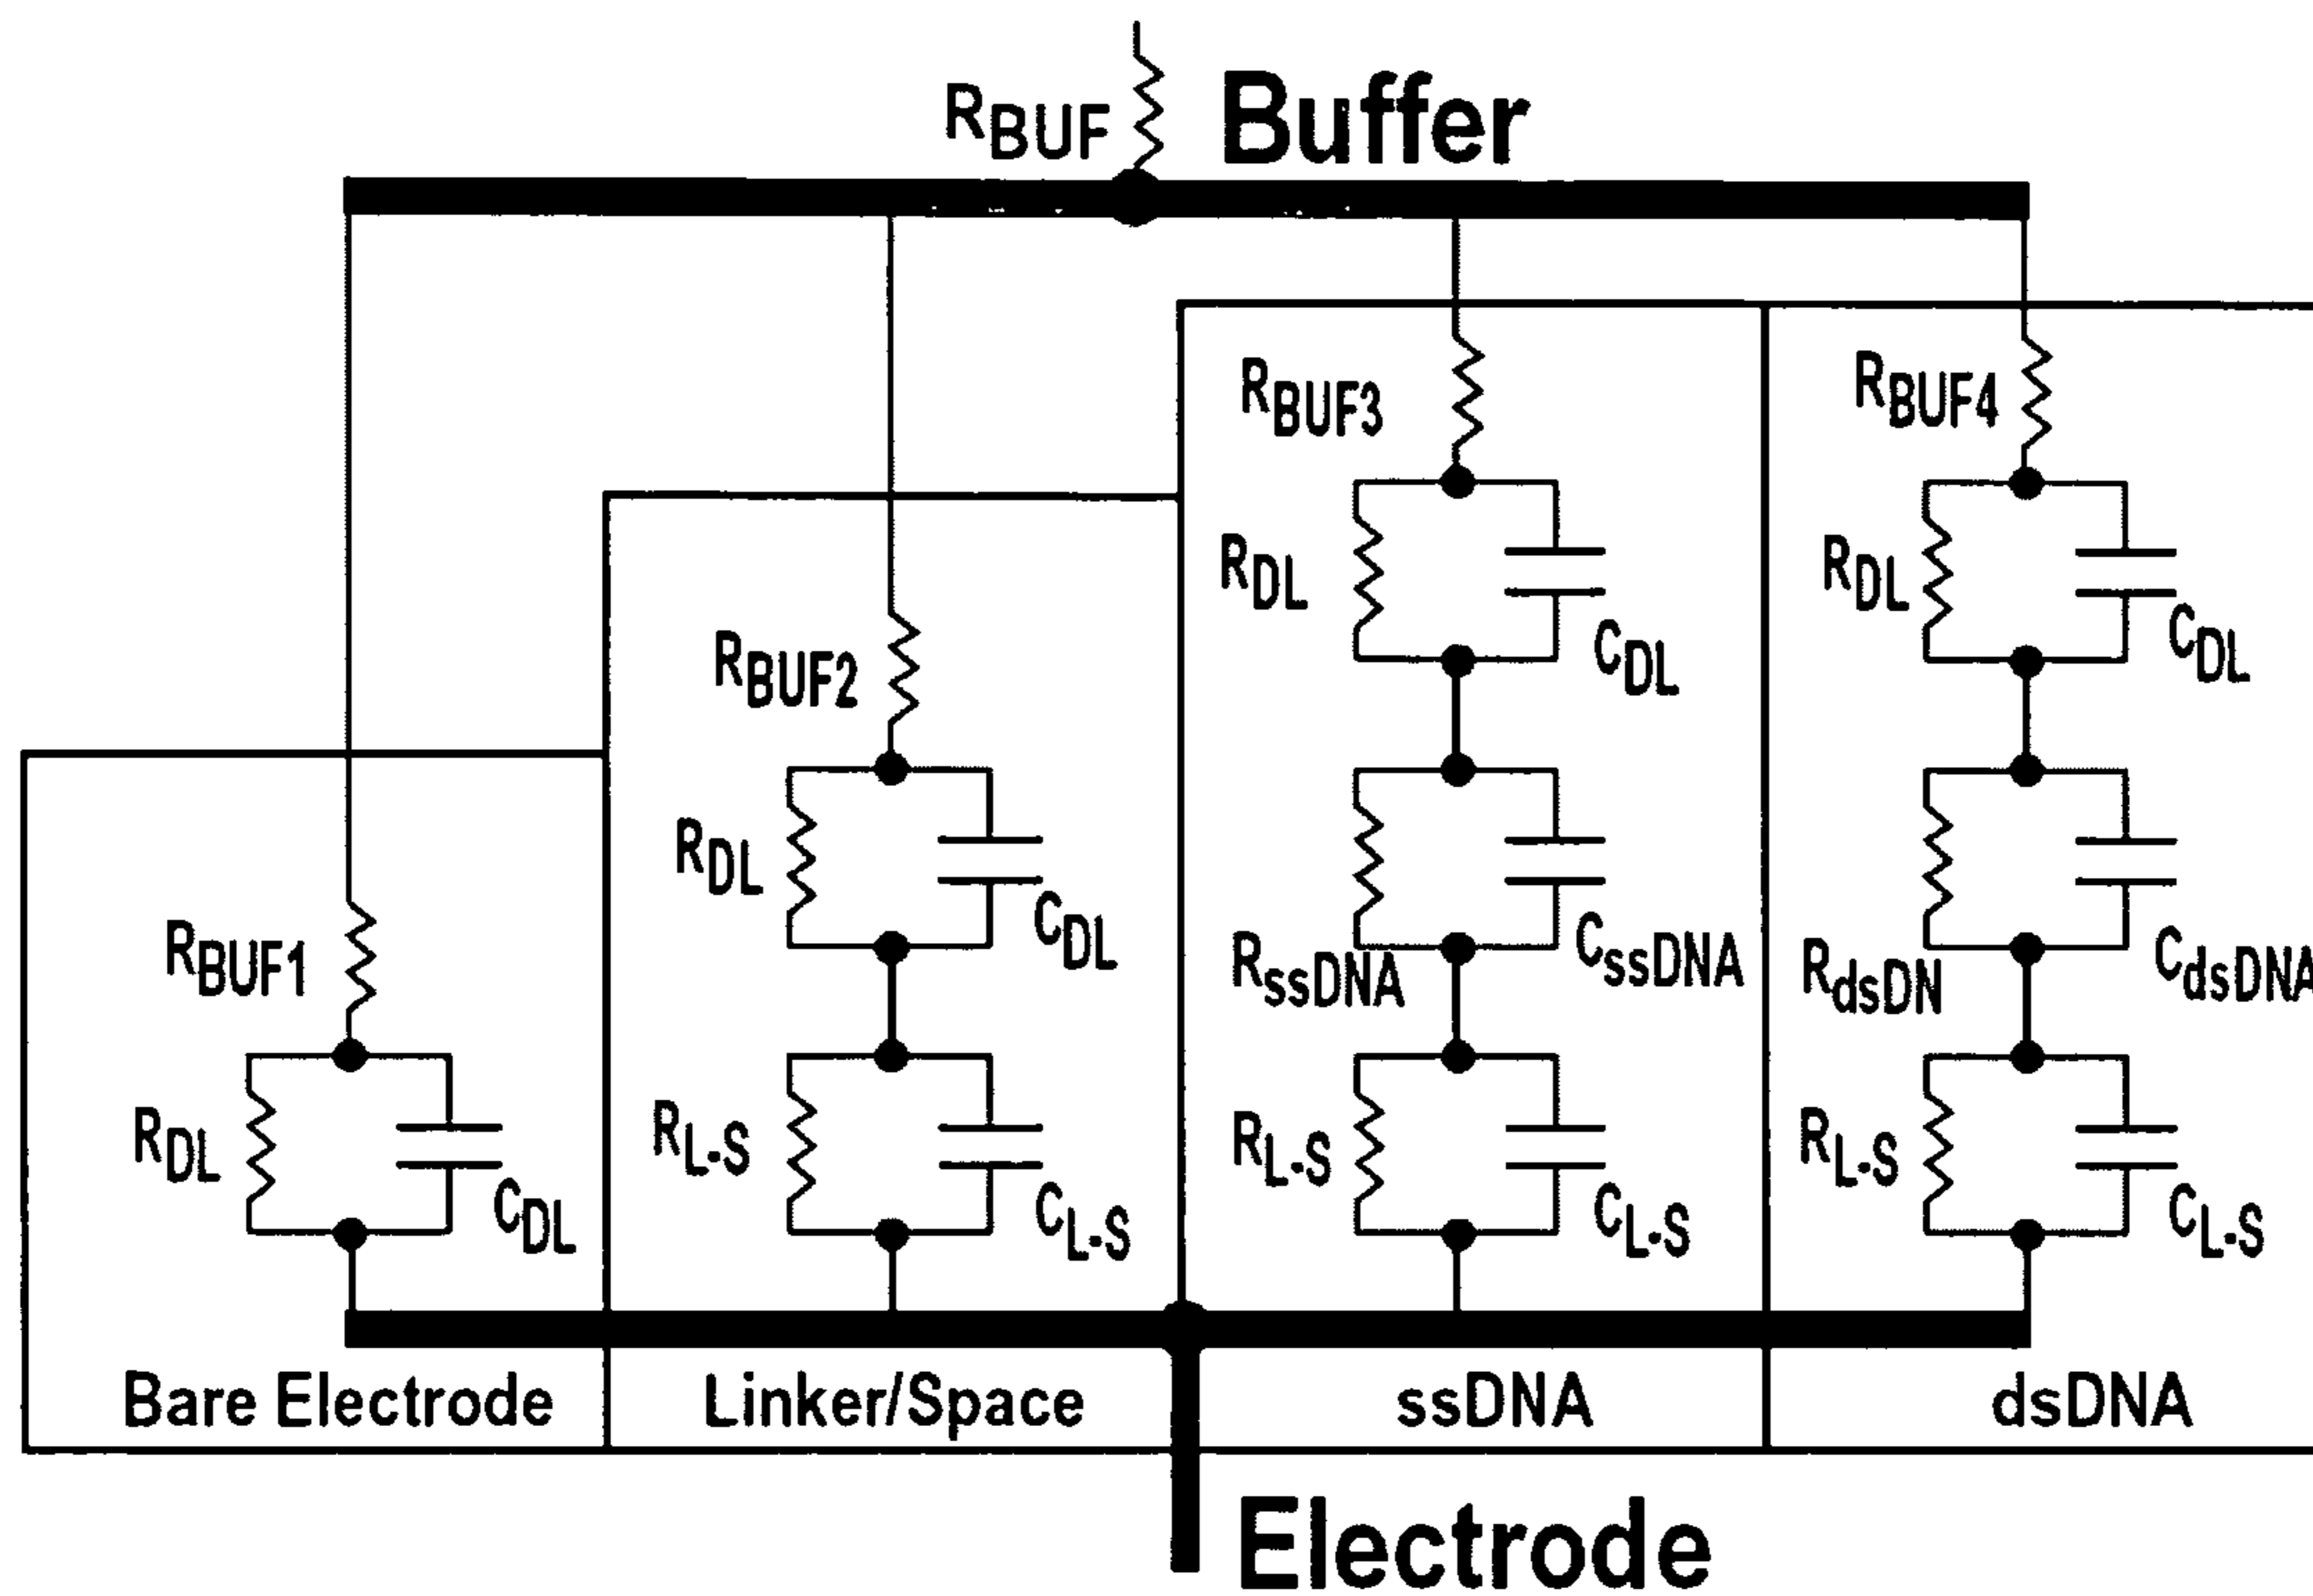 RBUF
Buffer
RBUF3
RBUF4
RDL
CDL
RDL
CDL
RBUF2
RDL
CDL
RssDNA
CssDNA
RdsDN
CdsDNA
RBUF1
RDL
CDL
RL-S
CL-S
RL-S
CL-S
RL-S
CL-S
Bare Electrode
Linker/Space
ssDNA
dsDNA
Electrode